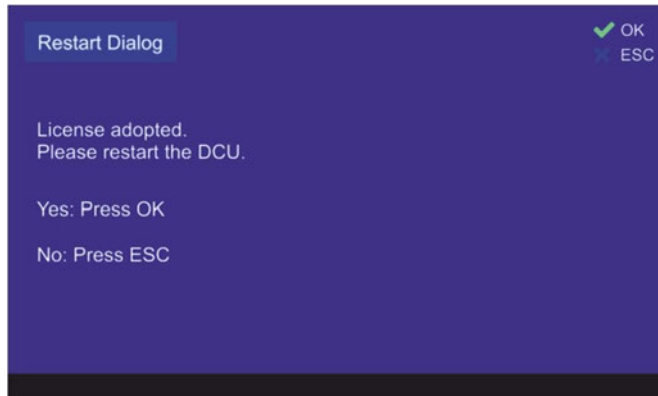 Restart Dialog
OK
ESC
License adopted.
Please restart the DCU.
Yes: Press OK
No: Press ESC